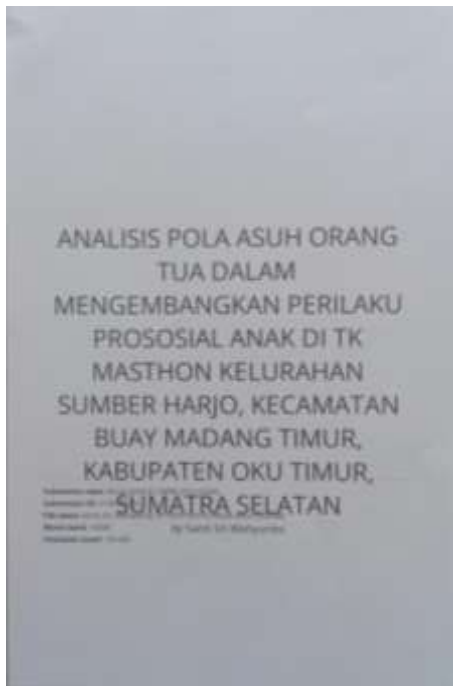 ANALISIS POLA ASUH ORANG
TUA DALAM
MENGEMBANGKAN PERILAKU
PROSOSIAL ANAK DI TK
MASTHON KELURAHAN
SUMBER HARJO, KECAMATAN
BUAY MADANG TIMUR,
KABUPATEN OKU TIMUR,
SUMATRA SELATAN